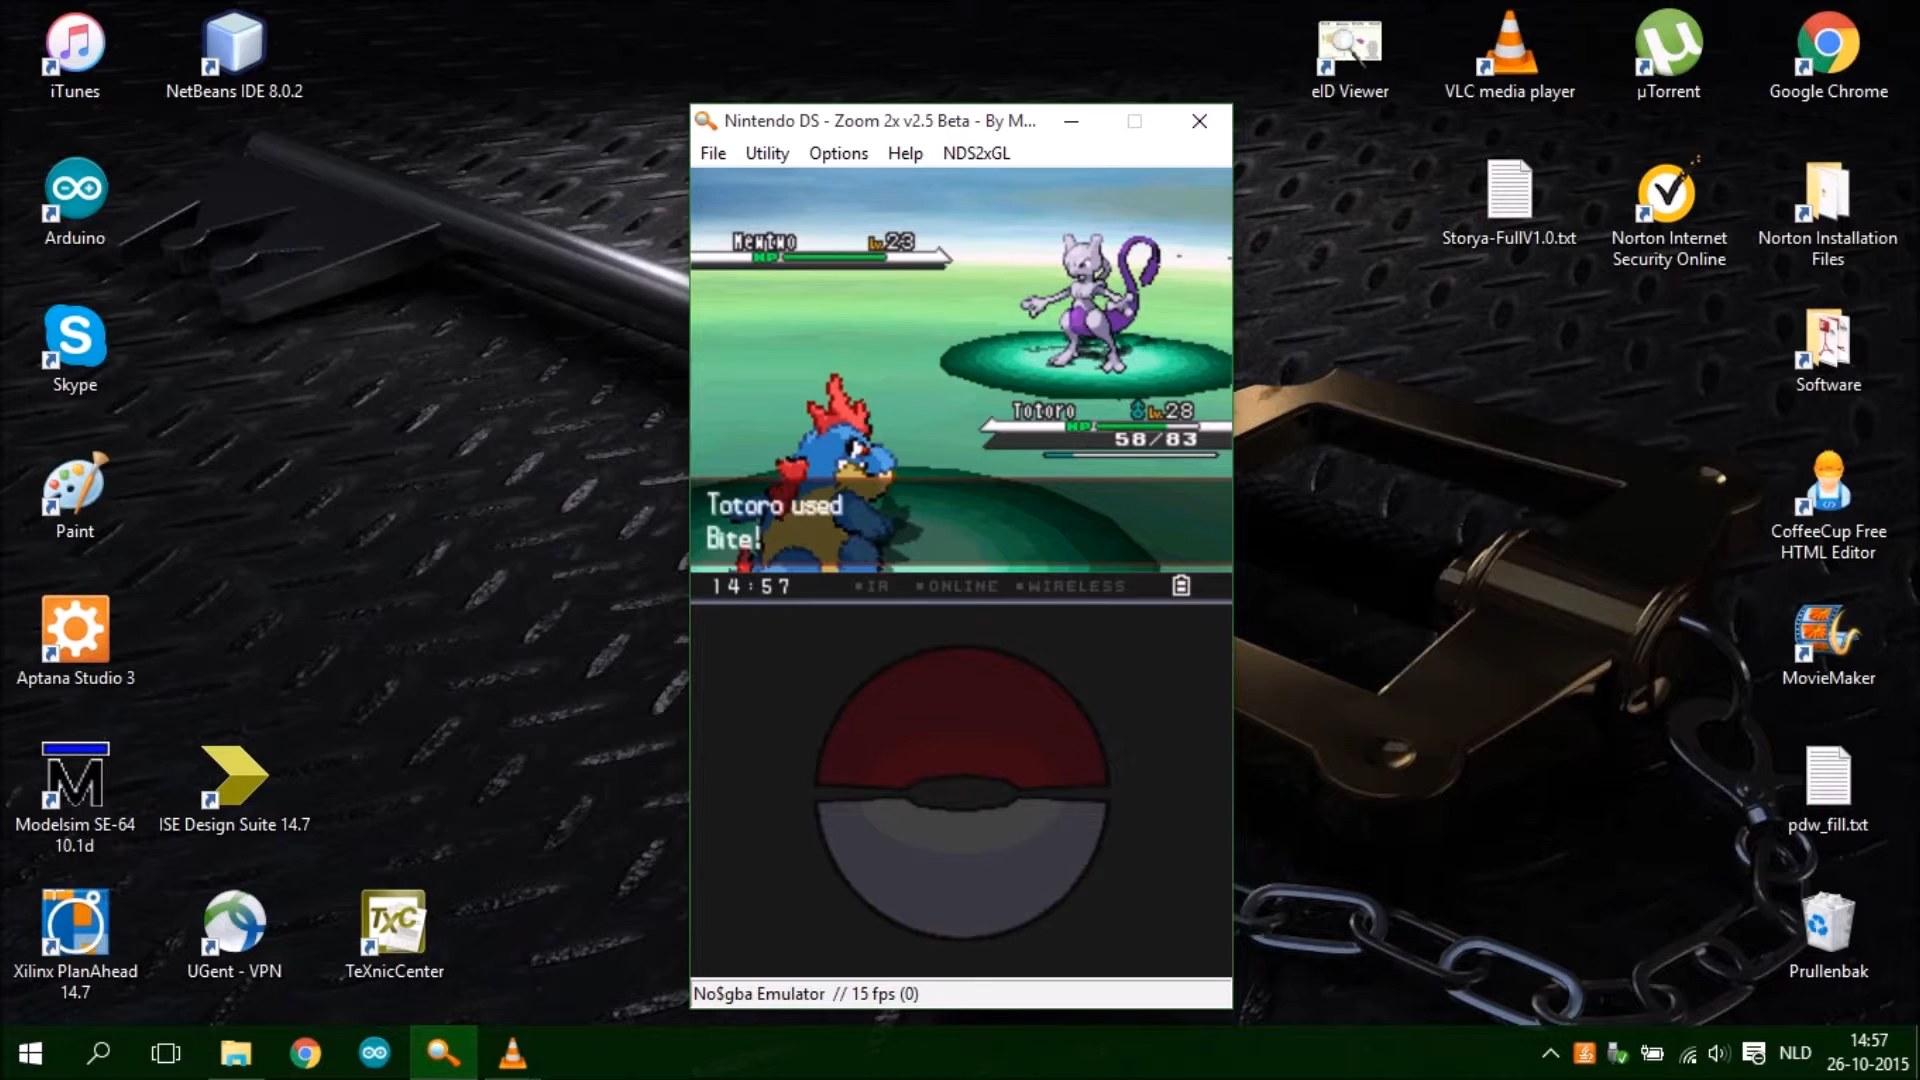 iTunes
NetBeans IDE 8.0.2
eID Viewer
VLC media player
µTorrent
Google Chrome
Nintendo DS - Zoom 2x v2.5 Beta - By M...
File Utility Options Help NDS2xGL
Arduino
Storya-FullV1.0.txt
Norton Internet
Security Online
Norton Installation
Files
Mewtwo Lv.23
HP
Skype
Software
Totoro ♂ Lv.28
HP
58/83
Totoro used
Bite!
Paint
CoffeeCup Free
HTML Editor
14:57 IR ONLINE WIRELESS
Aptana Studio 3
MovieMaker
Modelsim SE-64
10.1d
ISE Design Suite 14.7
pdw_fill.txt
TXC
Xilinx PlanAhead
14.7
UGent - VPN
TeXnicCenter
Prullenbak
No$gba Emulator // 15 fps (0)
NLD
14:57
26-10-2015